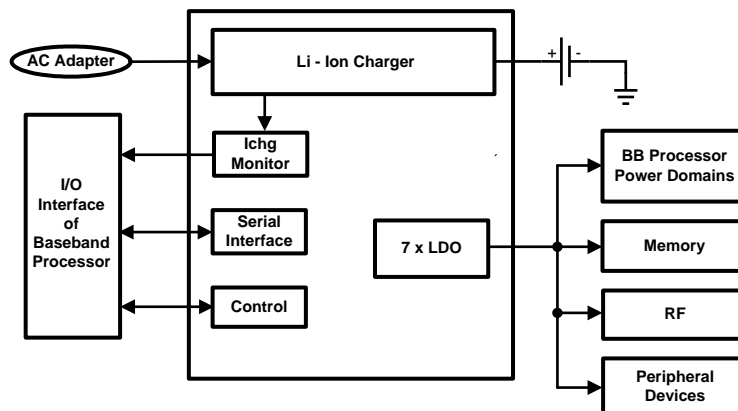 AC Adapter
Li - Ion Charger
+ -
Ichg
Monitor
I/O
Interface
of
Baseband
Processor
Serial
Interface
Control
7 x LDO
BB Processor
Power Domains
Memory
RF
Peripheral
Devices